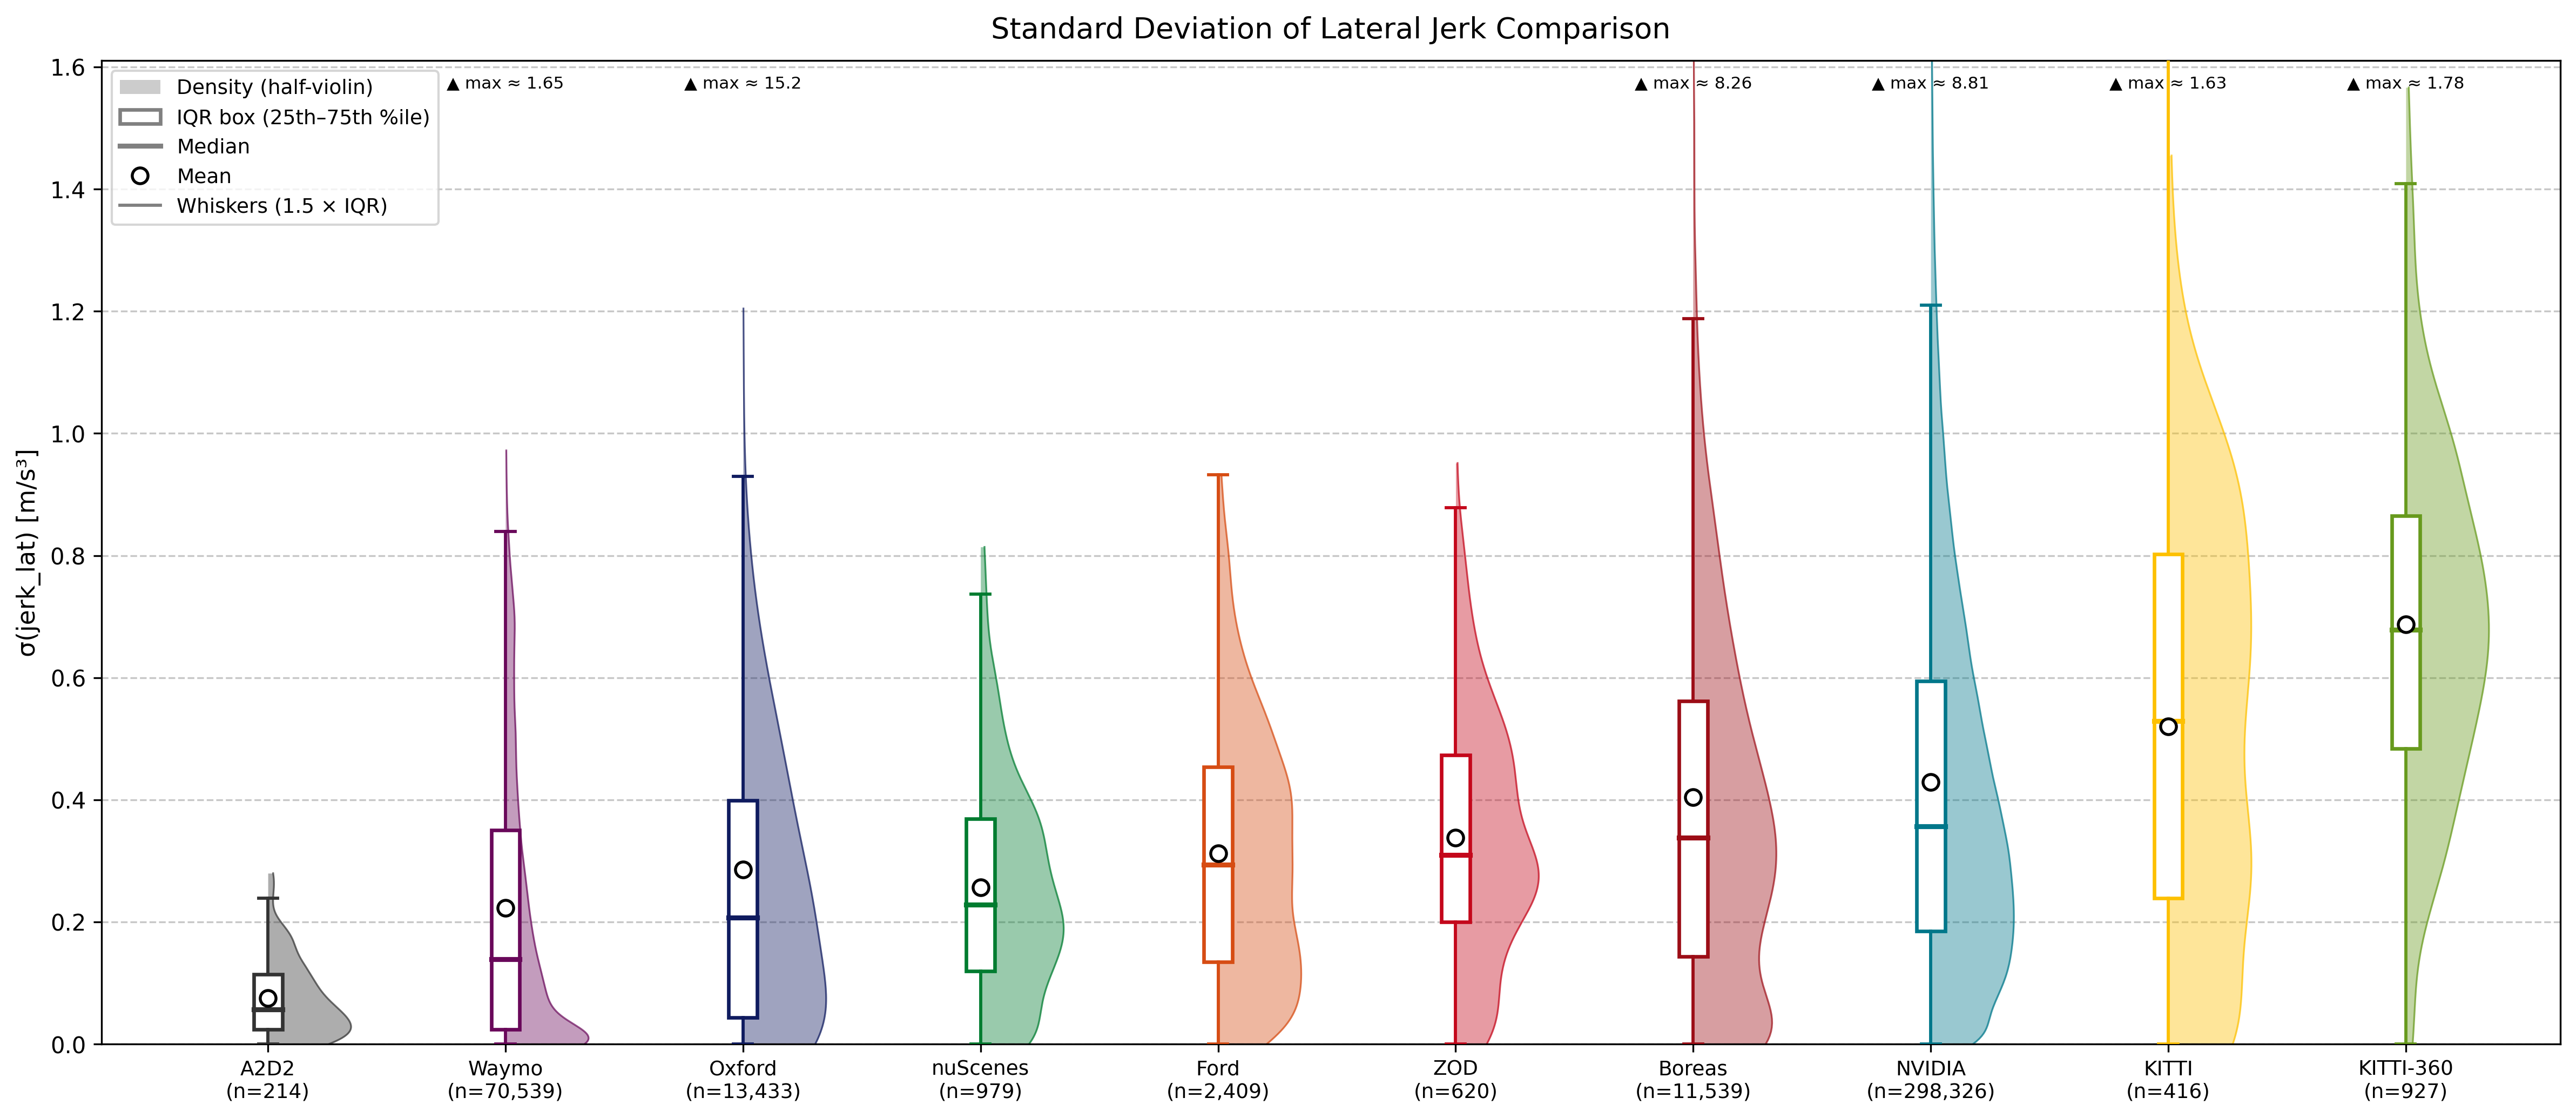 Standard Deviation of Lateral Jerk Comparison
σ(jerk_lat) [m/s³]
1.6
1.4
1.2
1.0
0.8
0.6
0.4
0.2
0.0
Density (half-violin)
IQR box (25th–75th %ile)
Median
Mean
Whiskers (1.5 × IQR)
▲ max ≈ 1.65
▲ max ≈ 15.2
▲ max ≈ 8.26
▲ max ≈ 8.81
▲ max ≈ 1.63
▲ max ≈ 1.78
A2D2
(n=214)
Waymo
(n=70,539)
Oxford
(n=13,433)
nuScenes
(n=979)
Ford
(n=2,409)
ZOD
(n=620)
Boreas
(n=11,539)
NVIDIA
(n=298,326)
KITTI
(n=416)
KITTI-360
(n=927)